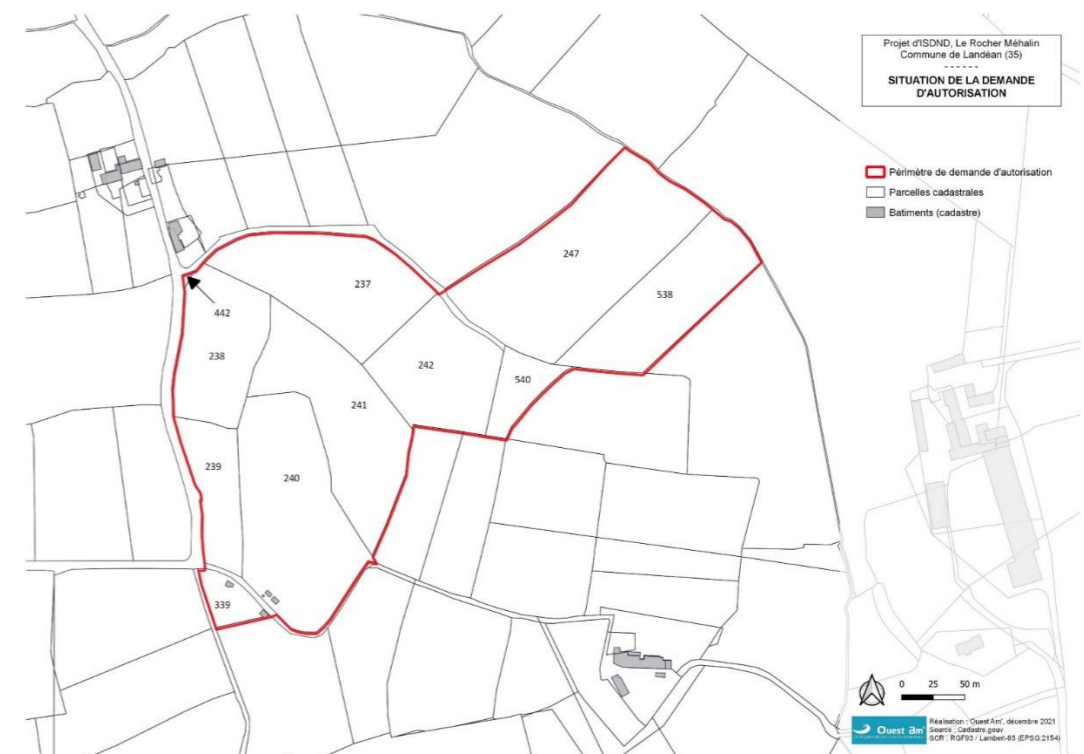 Projet d'ISDND, Le Rocher Méhalin
Commune de Landéan (35)
- - - - - -
SITUATION DE LA DEMANDE
D'AUTORISATION
Périmètre de demande d'autorisation
Parcelles cadastrales
Batiments (cadastre)
247
237
538
442
238
242
540
241
239
240
339
0 25 50 m
Ouest am'
Réalisation : Ouest Am', décembre 2021
Source : Cadastre.gouv
SCR : RGF93 / Lambert-93 (EPSG:2154)